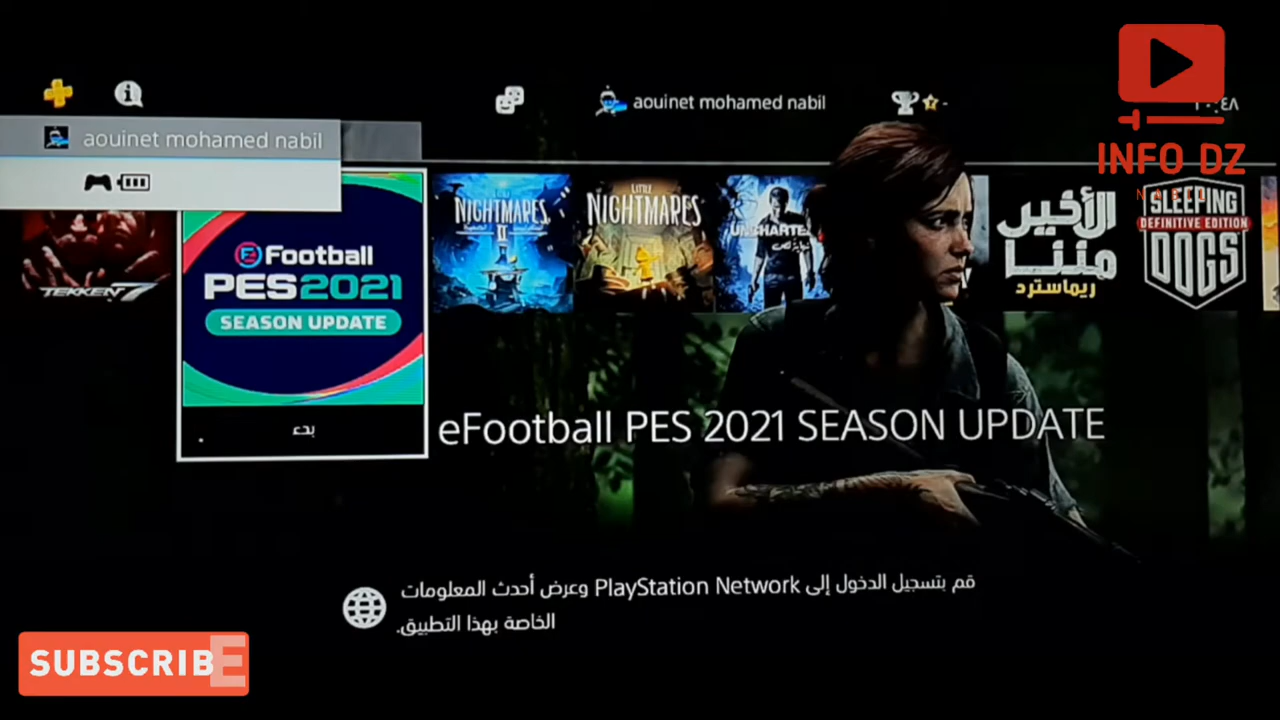 aouinet mohamed nabil
aouinet mohamed nabil
INFO DZ
TEKKEN 7
eFootball
PES2021
SEASON UPDATE
LITTLE
NIGHTMARES
II
LITTLE
NIGHTMARES
UNCHARTED
الأخير
مننا
ريماسترد
SLEEPING
DEFINITIVE EDITION
DOGS
بدء
eFootball PES 2021 SEASON UPDATE
قم بتسجيل الدخول إلى PlayStation Network وعرض أحدث المعلومات
الخاصة بهذا التطبيق.
SUBSCRIBE